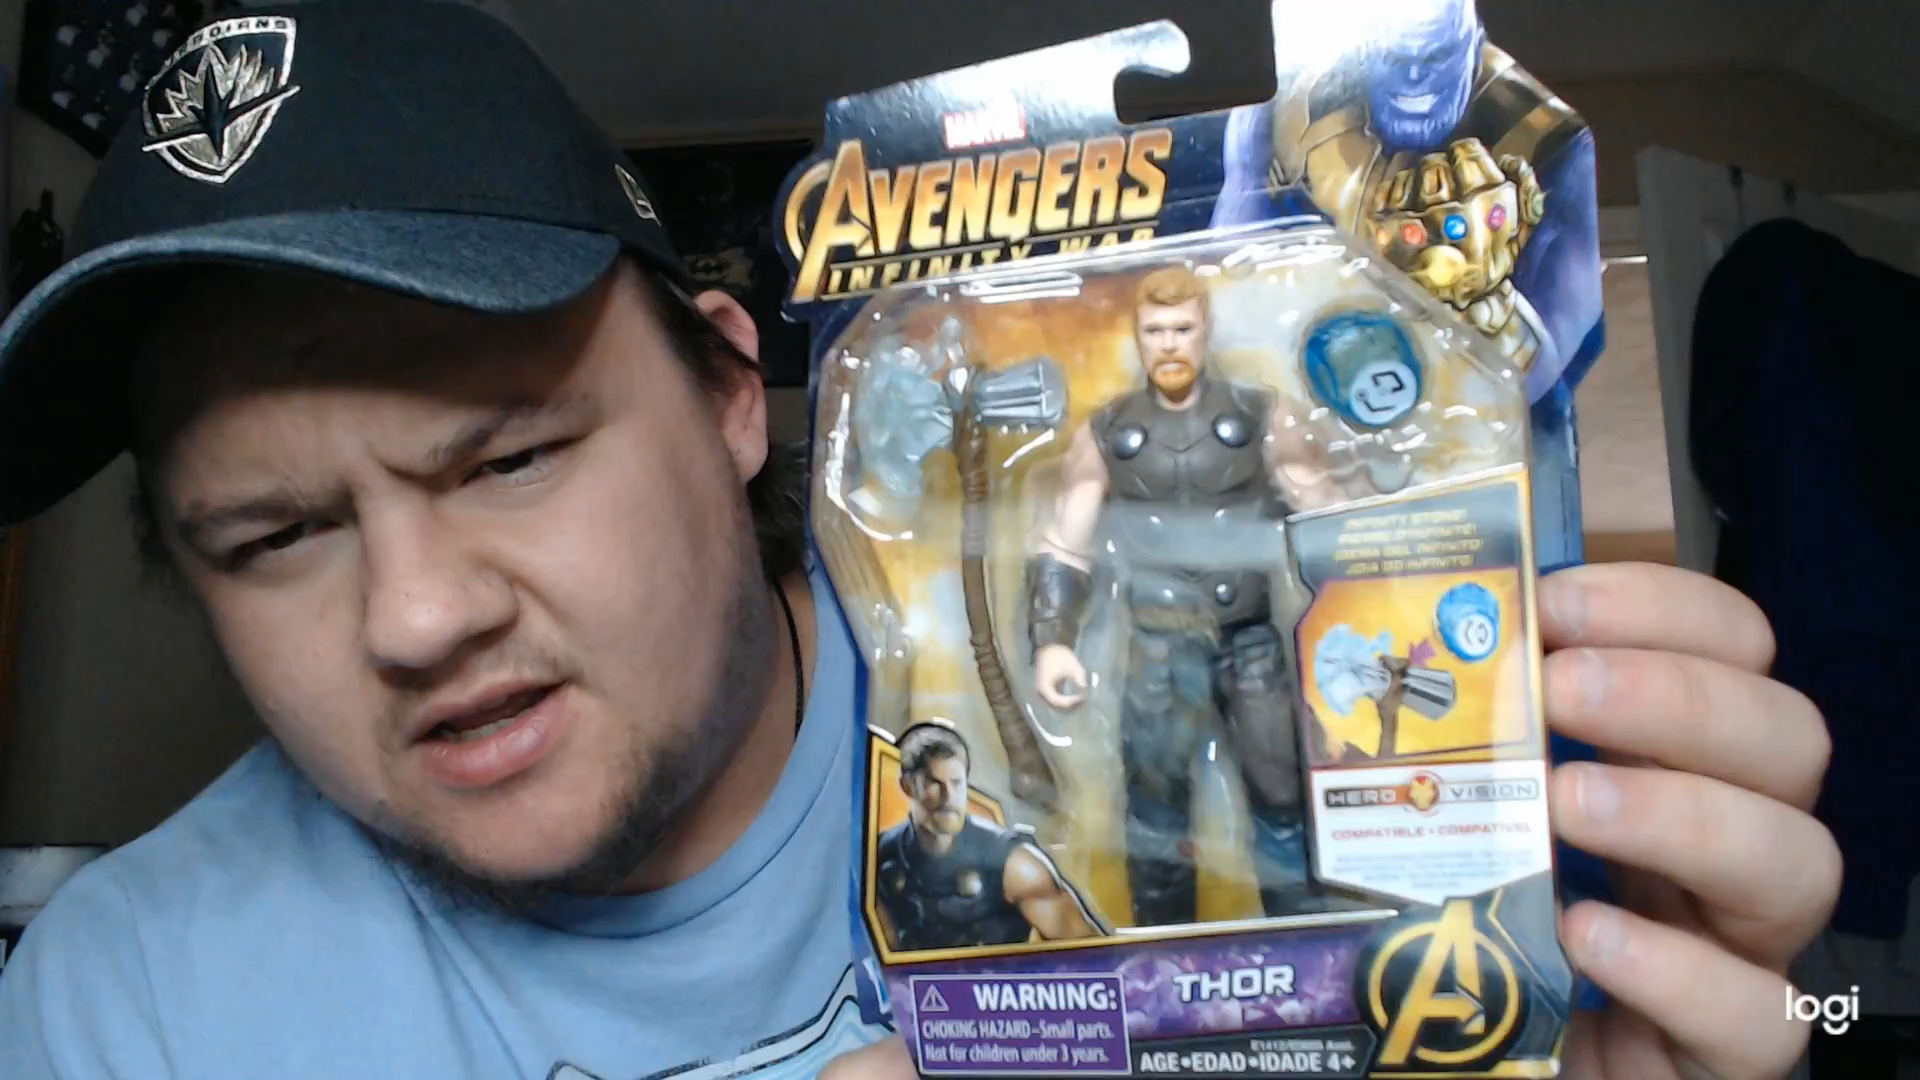 MARVEL
AVENGERS
INFINITY WAR
INFINITY STONE!
PIERRE D'INFINITÉ!
¡GEMA DEL INFINITO!
JOIA DO INFINITO!
HERO VISION
COMPATIBLE • COMPATÍVEL
THOR
WARNING:
CHOKING HAZARD–Small parts.
Not for children under 3 years.
AGE•EDAD•IDADE 4+
logi